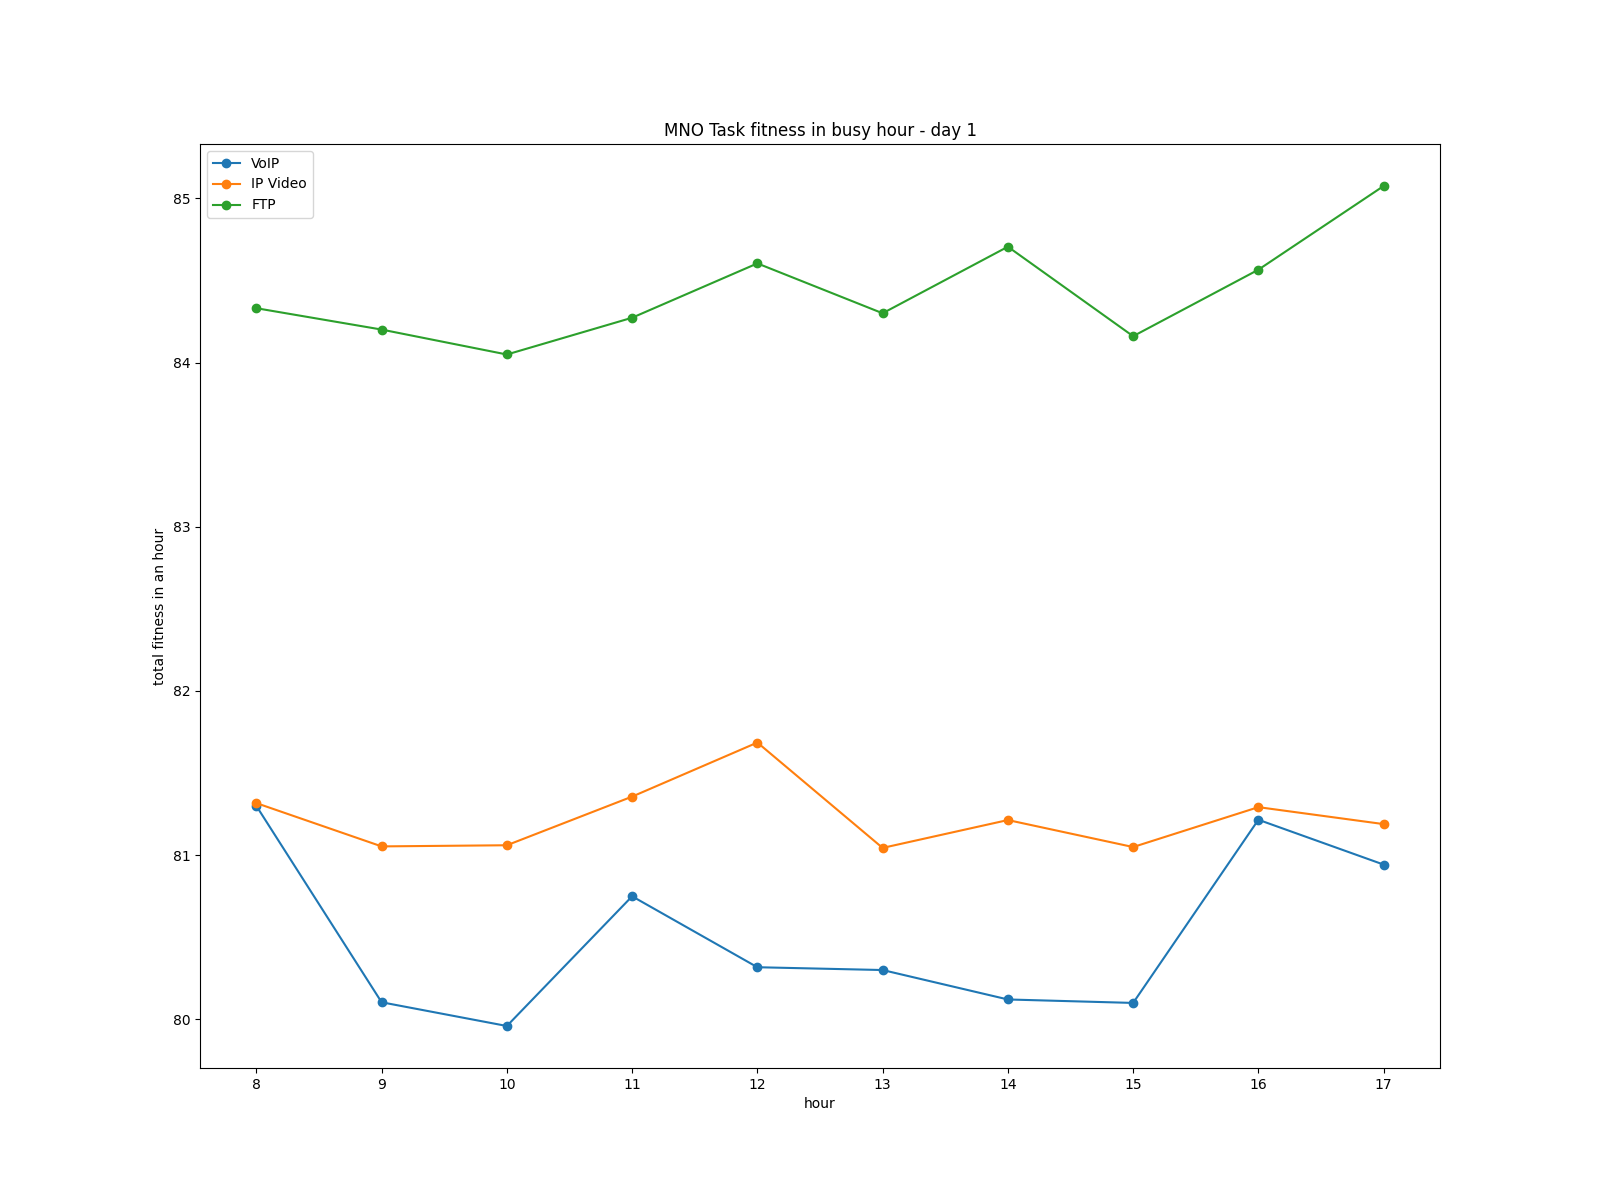 MNO Task fitness in busy hour - day 1
VoIP
IP Video
FTP
85
84
83
82
81
80
total fitness in an hour
8 9 10 11 12 13 14 15 16 17
hour